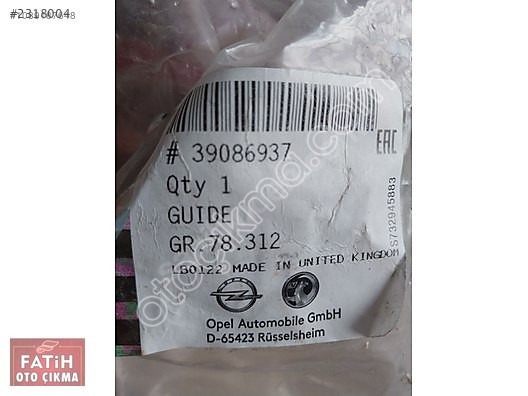 #2318004
# 39086937
Qty 1
GUIDE
GR 78.312
LB0122 MADE IN UNITED KINGDOM
S732945883
EAC
Opel Automobile GmbH
D-65423 Rüsselsheim
otocikma.com
FATİH
OTO ÇIKMA